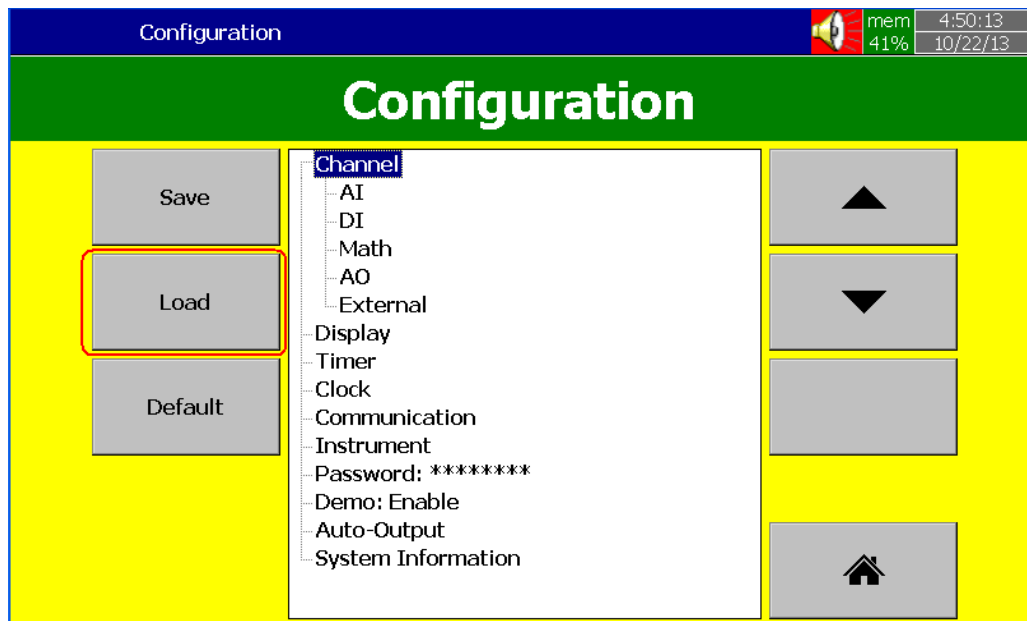 Configuration
mem
41%
4:50:13
10/22/13
Configuration
Save
Load
Default
Channel
AI
DI
Math
AO
External
Display
Timer
Clock
Communication
Instrument
Password: ********
Demo: Enable
Auto-Output
System Information